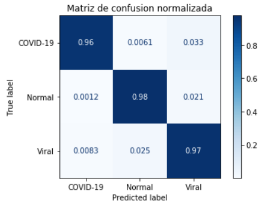 Matriz de confusion normalizada
COVID-19 0.96 0.0061 0.033
Normal 0.0012 0.98 0.021
Viral 0.0083 0.025 0.97
COVID-19 Normal Viral
Predicted label
True label
0.8
0.6
0.4
0.2